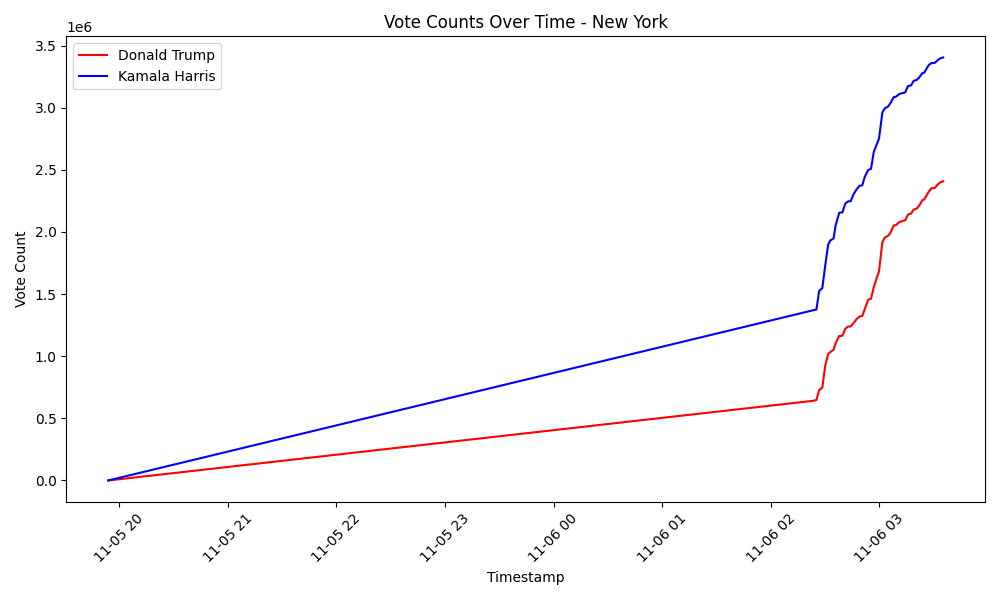 Vote Counts Over Time - New York
1e6
Donald Trump
Kamala Harris
3.5
3.0
2.5
2.0
1.5
1.0
0.5
0.0
Vote Count
11-05 20
11-05 21
11-05 22
11-05 23
11-06 00
11-06 01
11-06 02
11-06 03
Timestamp